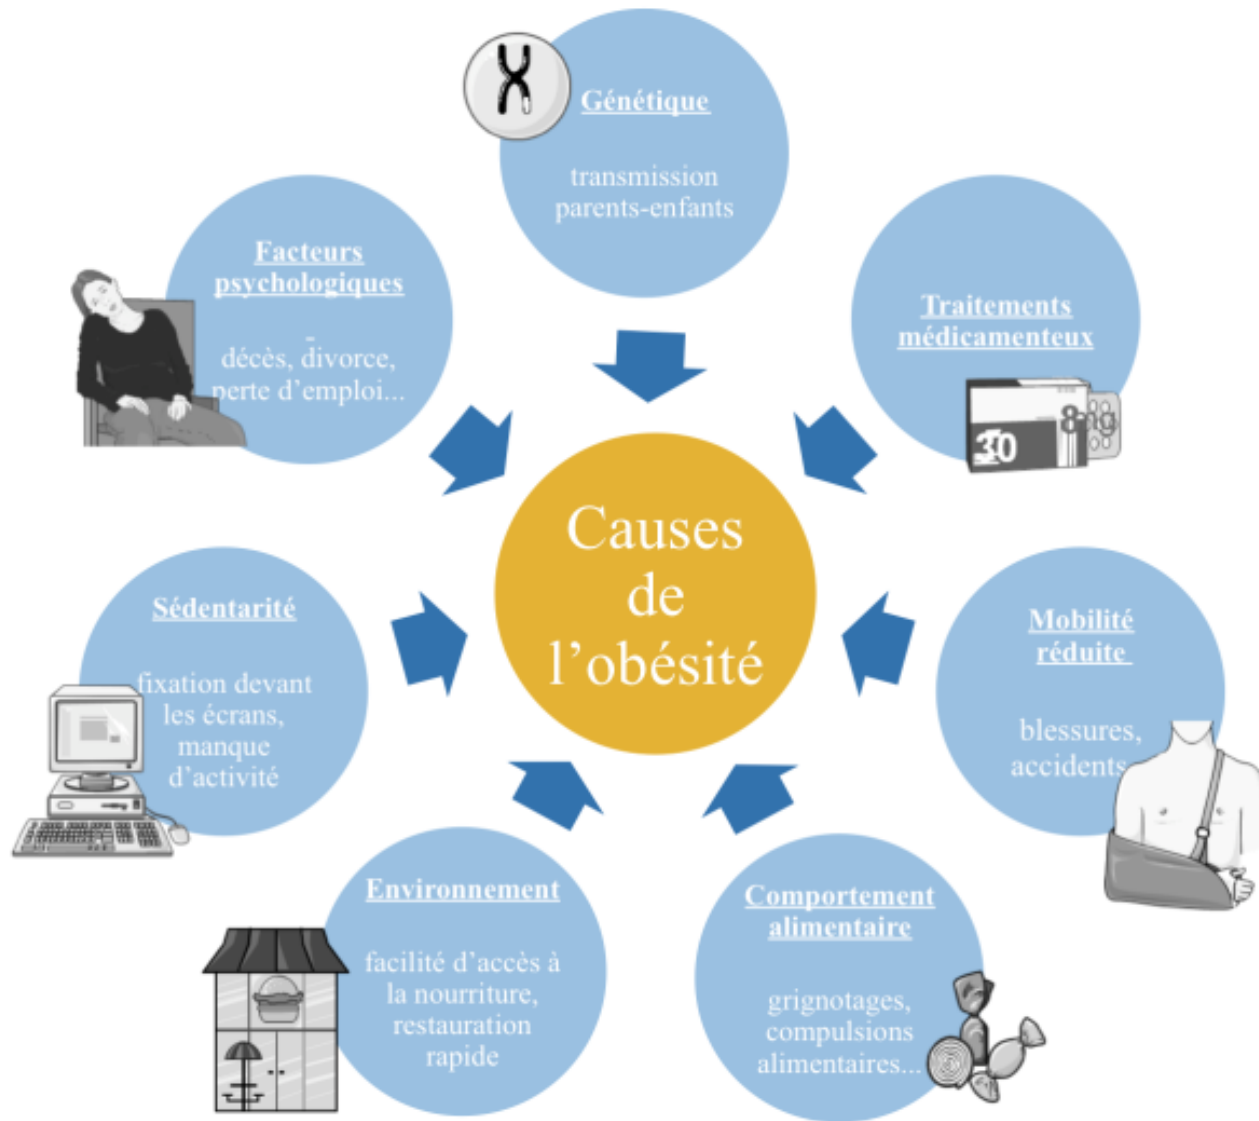 Génétique
transmission
parents-enfants
Traitements
médicamenteux
30
Mobilité
réduite
blessures,
accidents
Comportement
alimentaire
grignotages,
compulsions
alimentaires...
Environnement
facilité d’accès à
la nourriture,
restauration
rapide
Sédentarité
fixation devant
les écrans,
manque
d’activité
Facteurs
psychologiques
décès, divorce,
perte d’emploi...
Causes
de
l’obésité